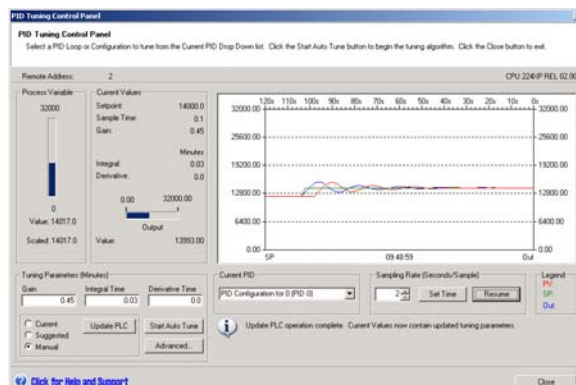 PID Tuning Control Panel
PID Tuning Control Panel
Select a PID Loop or Configuration to tune from the Current PID Drop Down list. Click the Start Auto Tune button to begin the tuning algorithm. Click the Close button to exit.
Remote Address: 2 CPU 224XP REL 02.00
Process Variable
32000
0
Value: 14017.0
Scaled: 14017.0
Current Values
Setpoint: 14000.0
Sample Time: 0.1
Gain: 0.45
Minutes
Integral: 0.03
Derivative: 0.0
0.00 32000.00
Output
Value: 13993.00
120s 110s 100s 90s 80s 70s 60s 50s 40s 30s 20s 10s 0s
32000.00 32000.00
25600.00 25600.00
19200.00 19200.00
12800.00 12800.00
6400.00 6400.00
0.00 0.00
SP 09:48:59 Out
Tuning Parameters (Minutes)
Gain Integral Time Derivative Time
0.45 0.03 0.0
Current
Suggested
Manual
Update PLC
Start Auto Tune
Advanced...
Current PID
PID Configuration for 0 (PID 0)
Sampling Rate (Seconds/Sample)
2 Set Time Resume
Legend
PV:
SP:
Out:
Update PLC operation complete. Current Values now contain updated tuning parameters.
Click for Help and Support
Close